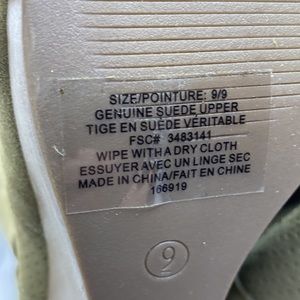 SIZE/POINTURE: 9/9
GENUINE SUEDE UPPER
TIGE EN SUÈDE VÉRITABLE
FSC# 3483141
WIPE WITH A DRY CLOTH
ESSUYER AVEC UN LINGE SEC
MADE IN CHINA/FAIT EN CHINE
166919
9